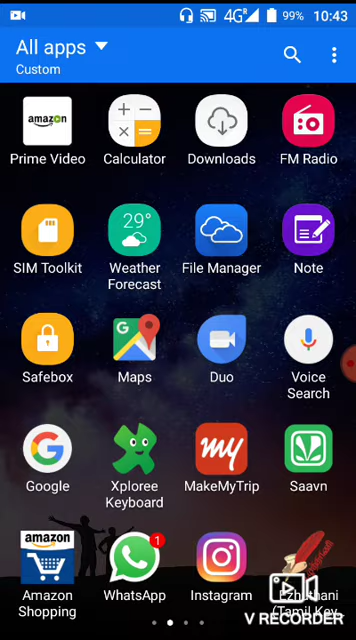 4G R 99% 10:43
All apps
Custom
amazon
Prime Video Calculator Downloads FM Radio
29°
SIM Toolkit Weather Forecast File Manager Note
G
Safebox Maps Duo Voice Search
G my
Google Xploree Keyboard MakeMyTrip Saavn
amazon 1
Amazon Shopping WhatsApp Instagram
(Tamil Key
V RECORDER